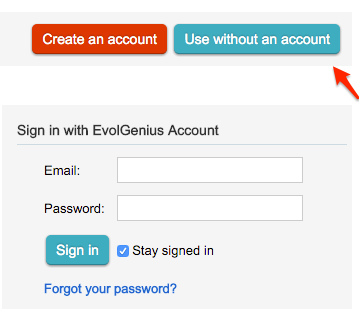 Create an account Use without an account
Sign in with EvolGenius Account
Email:
Password:
Sign in Stay signed in
Forgot your password?